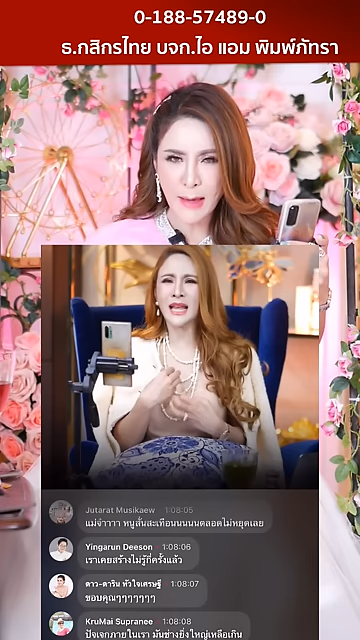 0-188-57489-0
ธ.กสิกรไทย บจก.ไอ แอม พิมพ์ภัทรา
Jutarat Musikaew 1:08:05
แม่จ๋าาาา หนูสั่นสะเทือนนนนนตลอดไม่หยุดเลย
Yingarun Deeson 1:08:06
เราเคยสร้างไม่รู้กี่ครั้งแล้ว
ดาว-ดาริน หัวใจเศรษฐี 1:08:07
ขอบคุณๆๆๆๆๆๆๆ
KruMai Supranee 1:08:08
ปัจเจกภายในเรา มันช่างยิ่งใหญ่เหลือเกิน